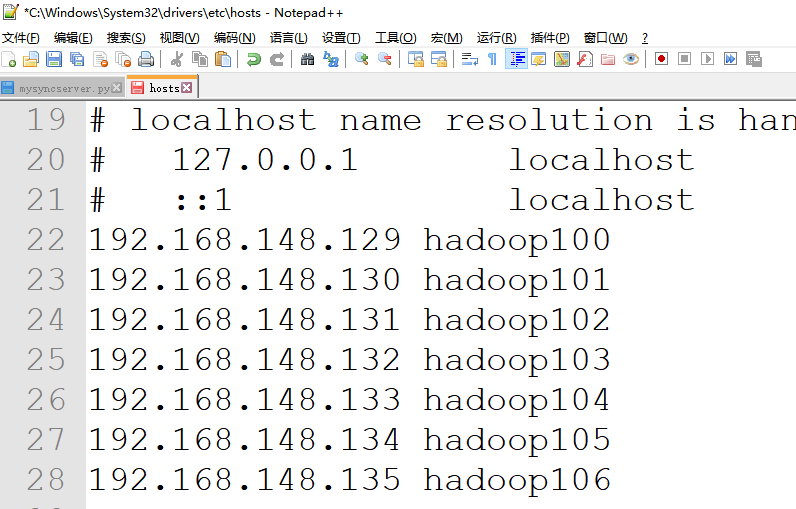 *C:\Windows\System32\drivers\etc\hosts - Notepad++
文件(F) 编辑(E) 搜索(S) 视图(V) 编码(N) 语言(L) 设置(T) 工具(O) 宏(M) 运行(R) 插件(P) 窗口(W) ?
mysyncserver.py hosts
19 # localhost name resolution is han
20 # 127.0.0.1 localhost
21 # ::1 localhost
22 192.168.148.129 hadoop100
23 192.168.148.130 hadoop101
24 192.168.148.131 hadoop102
25 192.168.148.132 hadoop103
26 192.168.148.133 hadoop104
27 192.168.148.134 hadoop105
28 192.168.148.135 hadoop106